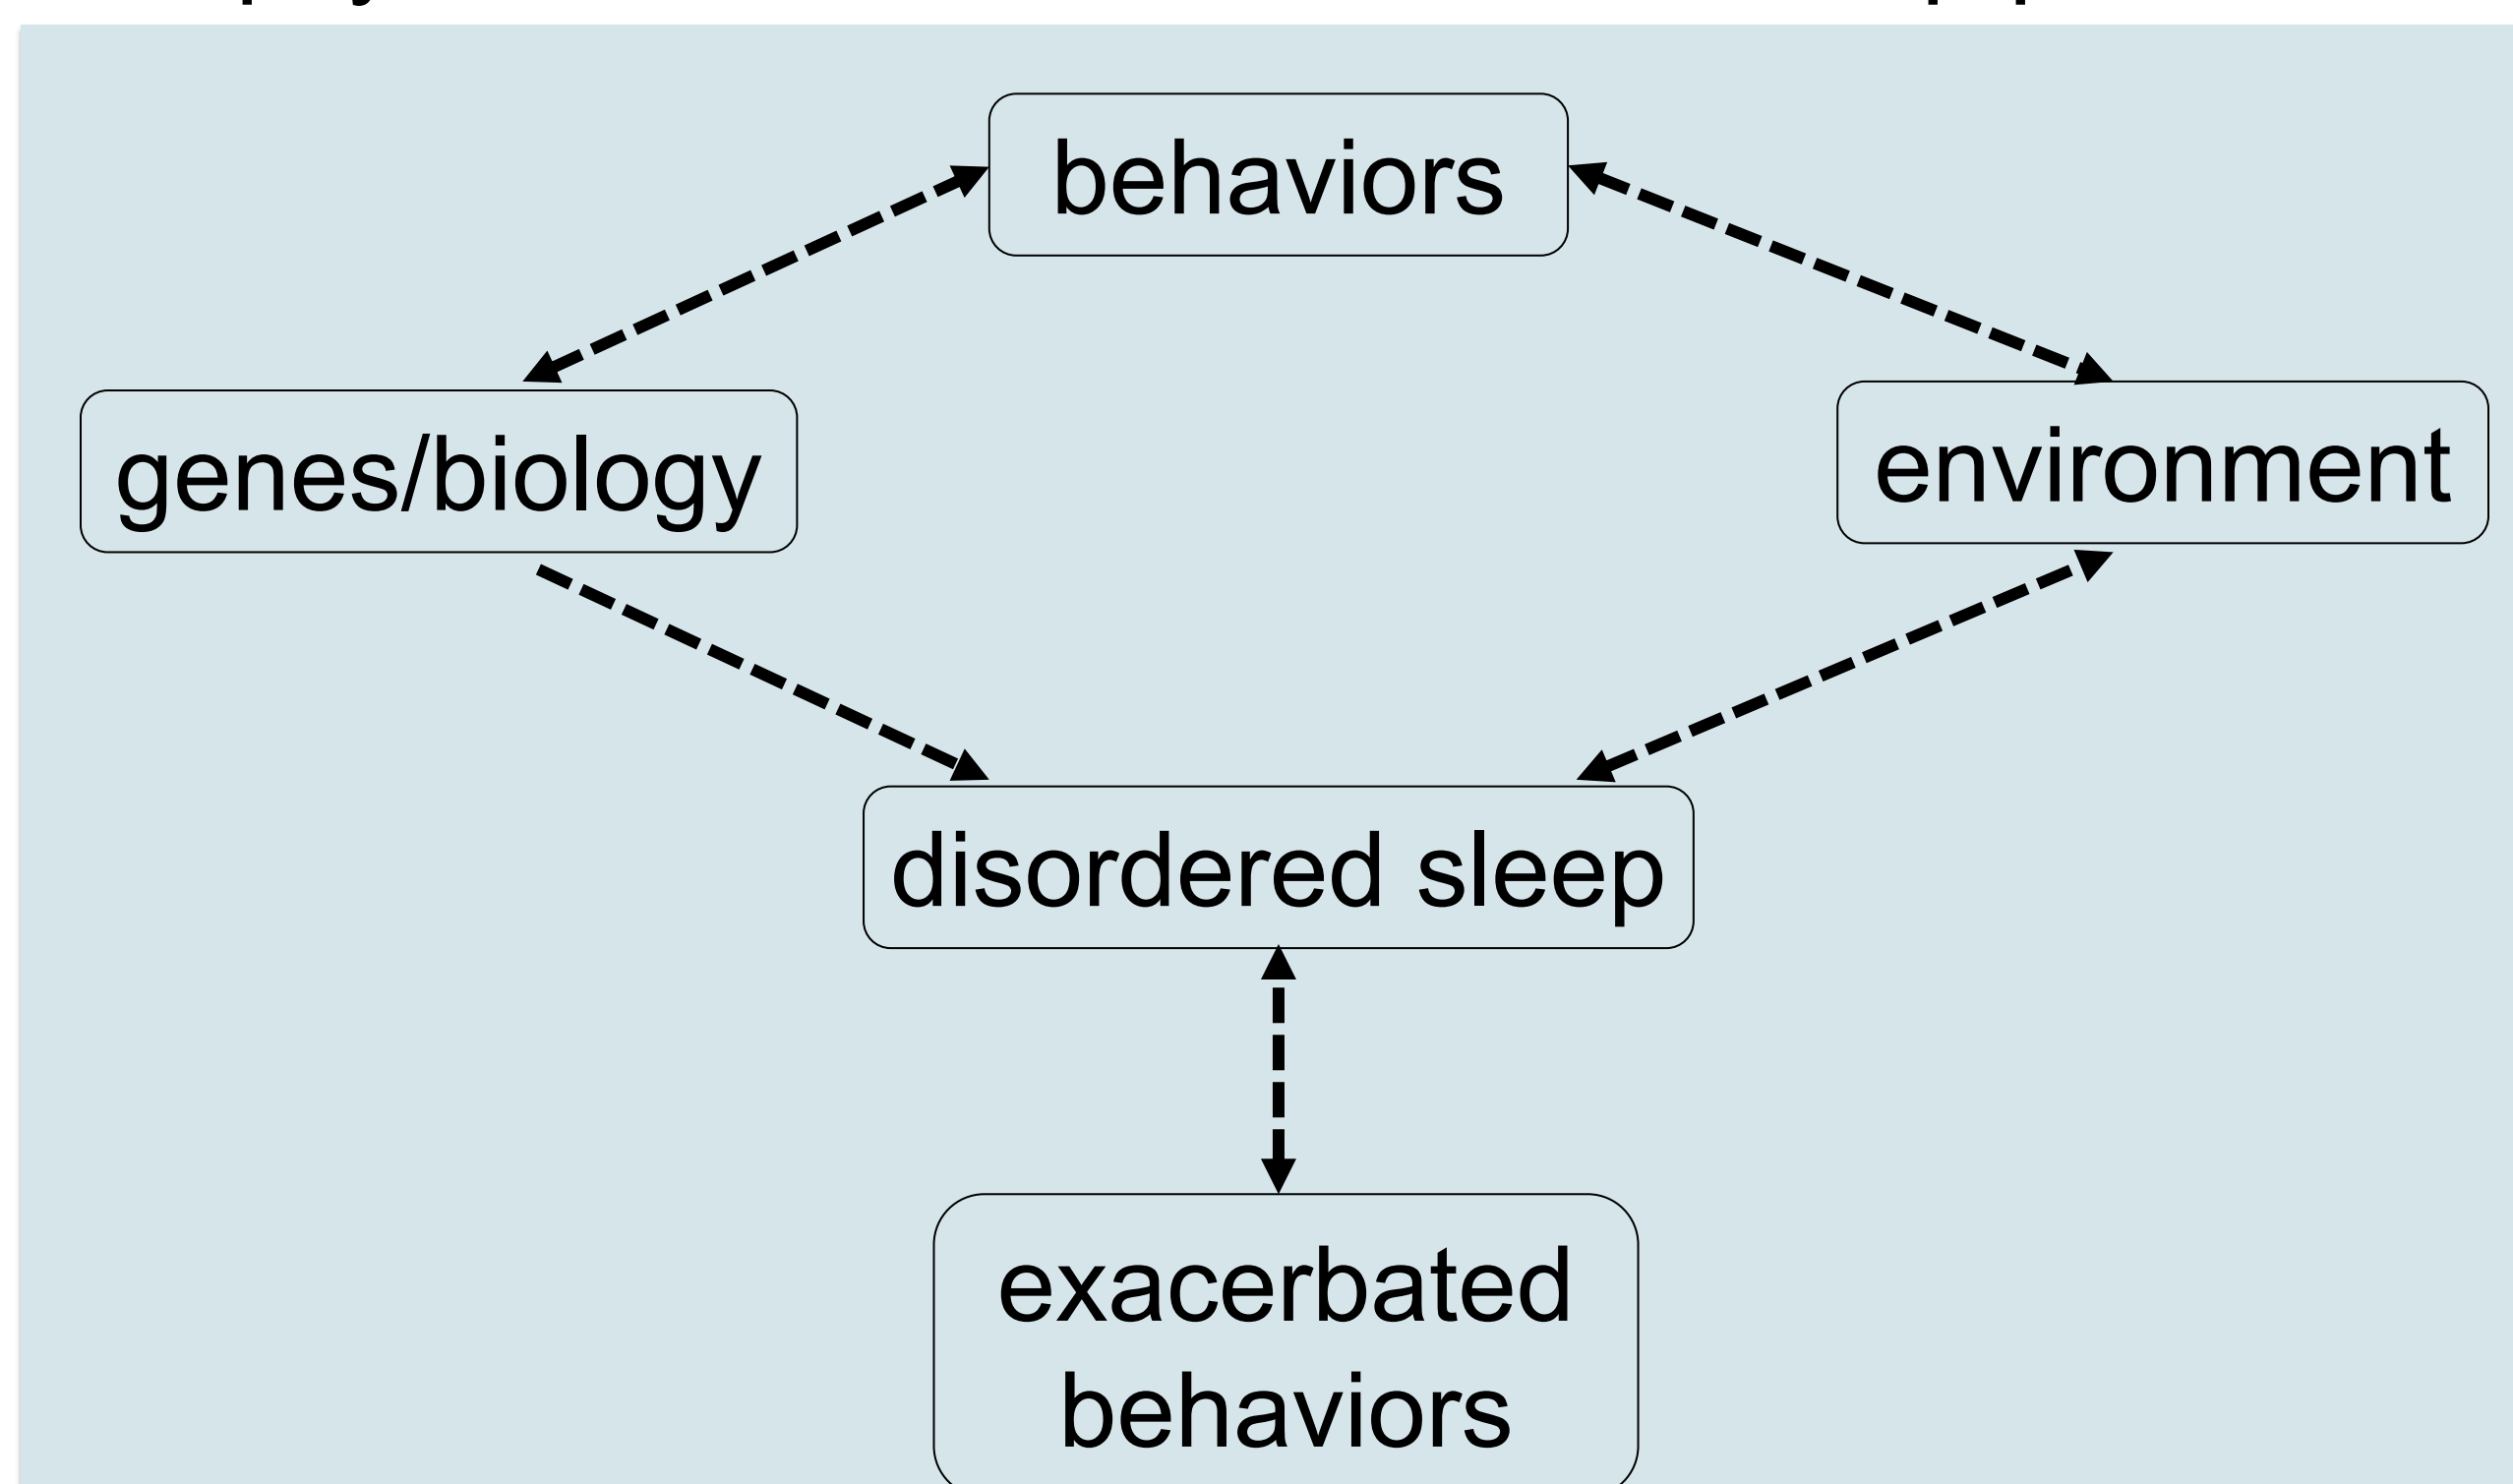 behaviors
genes/biology
environment
disordered sleep
exacerbated
behaviors